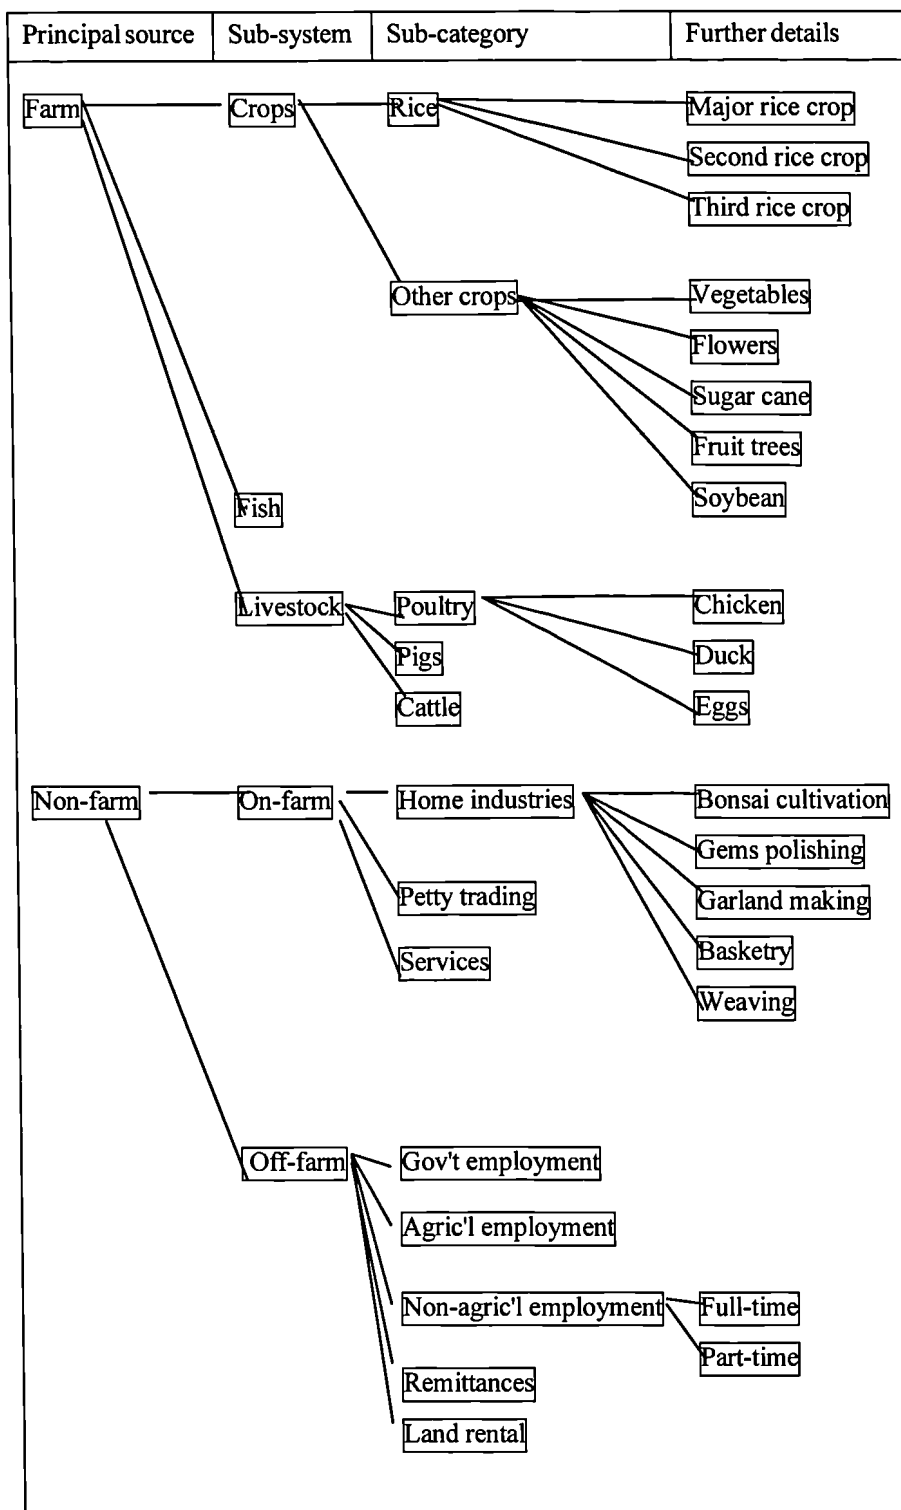 Principal source Sub-system Sub-category Further details
Farm Crops Rice Major rice crop
Second rice crop
Third rice crop
Other crops Vegetables
Flowers
Sugar cane
Fruit trees
Soybean
Fish
Livestock Poultry Chicken
Pigs Duck
Cattle Eggs
Non-farm On-farm Home industries Bonsai cultivation
Gems polishing
Petty trading Garland making
Services Basketry
Weaving
Off-farm Gov't employment
Agric'l employment
Non-agric'l employment Full-time
Part-time
Remittances
Land rental